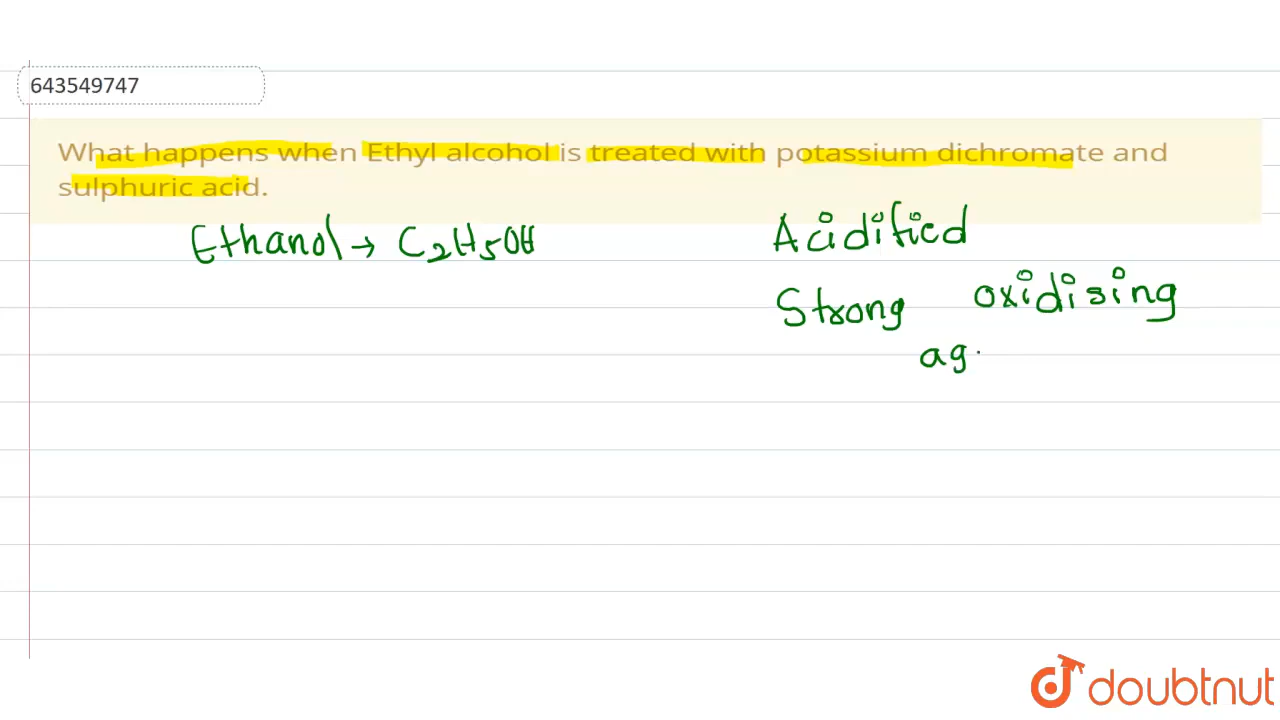 643549747
What happens when Ethyl alcohol is treated with potassium dichromate and
sulphuric acid.
Ethanol → C2H5OH
Acidified
Strong oxidising
ag
doubtnut